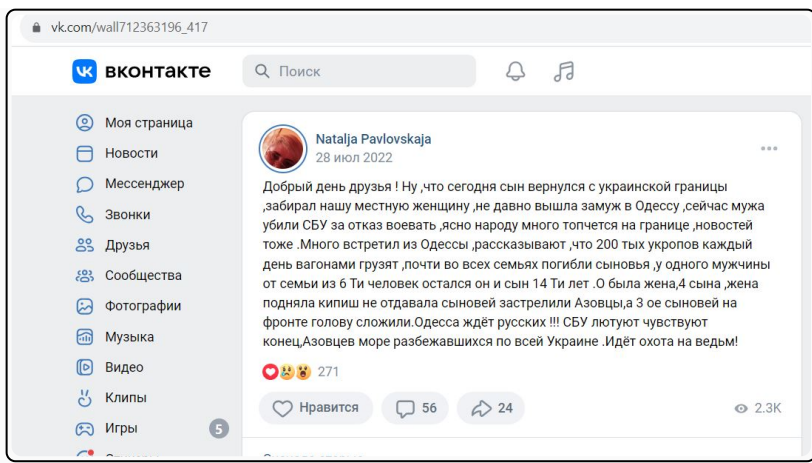 vk.com/wall712363196_417
вконтакте
Поиск
Моя страница
Новости
Мессенджер
Звонки
Друзья
Сообщества
Фотографии
Музыка
Видео
Клипы
Игры
5
Natalja Pavlovskaja
28 июл 2022
Добрый день друзья ! Ну ,что сегодня сын вернулся с украинской границы
,забирал нашу местную женщину ,не давно вышла замуж в Одессу ,сейчас мужа
убили СБУ за отказ воевать ,ясно народу много топчется на границе ,новостей
тоже .Много встретил из Одессы ,рассказывают ,что 200 тых укропов каждый
день вагонами грузят ,почти во всех семьях погибли сыновья ,у одного мужчины
от семьи из 6 Ти человек остался он и сын 14 Ти лет .О была жена,4 сына ,жена
подняла кипиш не отдавала сыновей застрелили Азовцы,а 3 ое сыновей на
фронте голову сложили.Одесса ждёт русских !!! СБУ лютуют чувствуют
конец,Азовцев море разбежавшихся по всей Украине .Идёт охота на ведьм!
271
Нравится
56
24
2.3K